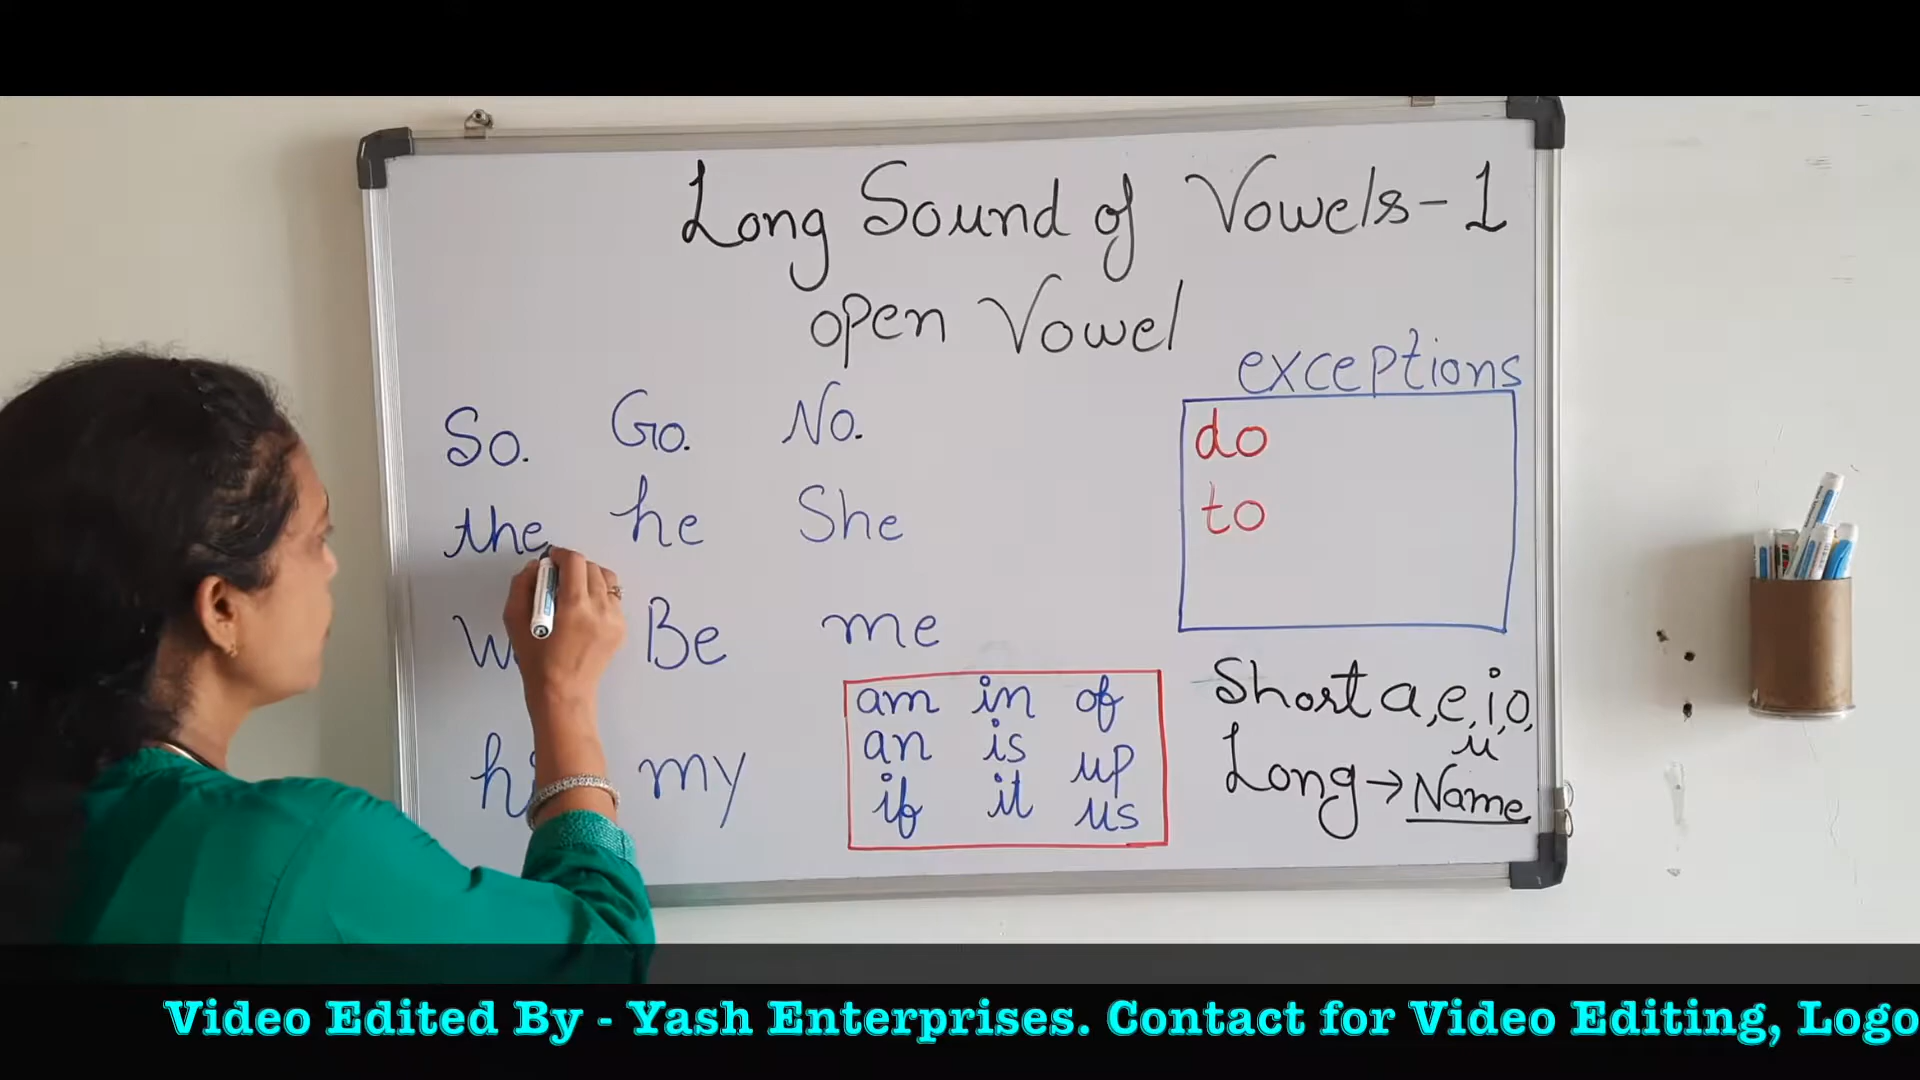 Long Sound of Vowels-1
open Vowel
exceptions
So. Go. No.
do
the he She
to
Be me
my
am in of
an is up
if it us
Short a, e, i, o,
u
Long → Name
Video Edited By - Yash Enterprises. Contact for Video Editing, Logo